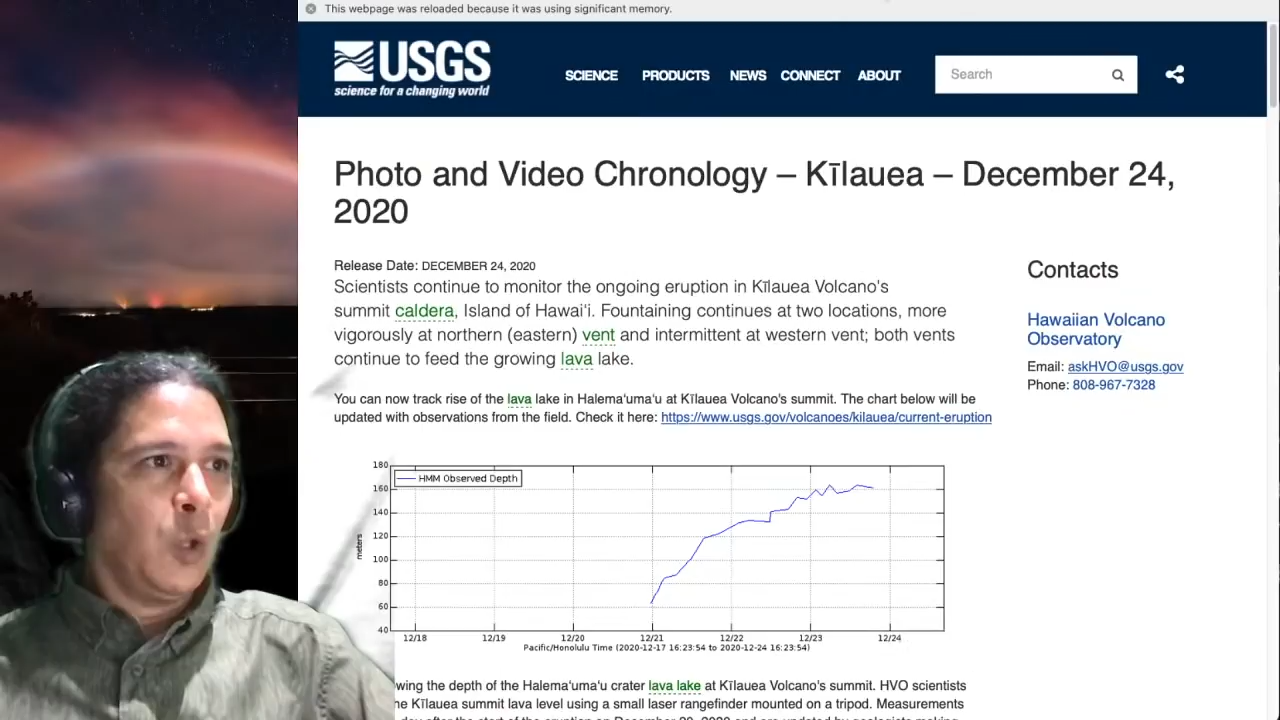 This webpage was reloaded because it was using significant memory.
USGS
science for a changing world
SCIENCE PRODUCTS NEWS CONNECT ABOUT
Search
Photo and Video Chronology – Kīlauea – December 24,
2020
Release Date: DECEMBER 24, 2020
Scientists continue to monitor the ongoing eruption in Kīlauea Volcano's
summit caldera, Island of Hawai'i. Fountaining continues at two locations, more
vigorously at northern (eastern) vent and intermittent at western vent; both vents
continue to feed the growing lava lake.
You can now track rise of the lava lake in Halema'uma'u at Kīlauea Volcano's summit. The chart below will be
updated with observations from the field. Check it here: https://www.usgs.gov/volcanoes/kilauea/current-eruption
Contacts
Hawaiian Volcano
Observatory
Email: askHVO@usgs.gov
Phone: 808-967-7328
HMM Observed Depth
180
160
140
120
100
80
60
40
meters
12/18 12/19 12/20 12/21 12/22 12/23 12/24
Pacific/Honolulu Time (2020-12-17 16:23:54 to 2020-12-24 16:23:54)
wing the depth of the Halema'uma'u crater lava lake at Kīlauea Volcano's summit. HVO scientists
he Kīlauea summit lava level using a small laser rangefinder mounted on a tripod. Measurements